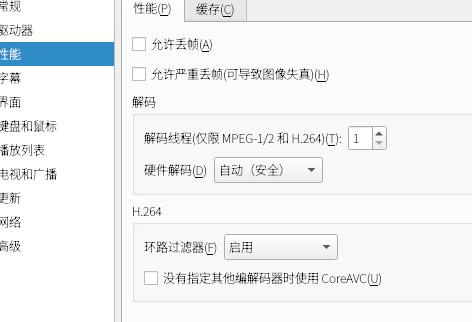 常规
驱动器
性能
字幕
界面
键盘和鼠标
播放列表
电视和广播
更新
网络
高级
性能(P) 缓存(C)
允许丢帧(A)
允许严重丢帧(可导致图像失真)(H)
解码
解码线程(仅限 MPEG-1/2 和 H.264)(T): 1
硬件解码(D) 自动（安全）
H.264
环路过滤器(F) 启用
没有指定其他编解码器时使用 CoreAVC(U)